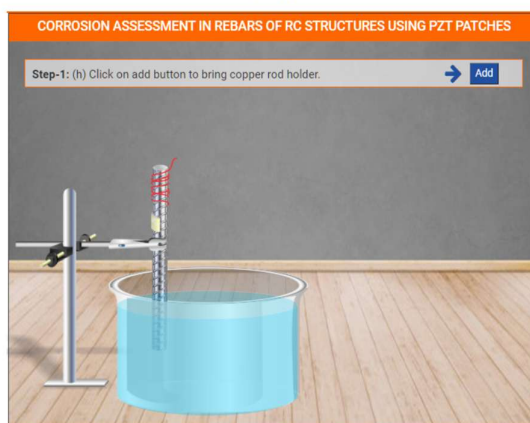 CORROSION ASSESSMENT IN REBARS OF RC STRUCTURES USING PZT PATCHES
Step-1: (h) Click on add button to bring copper rod holder. Add